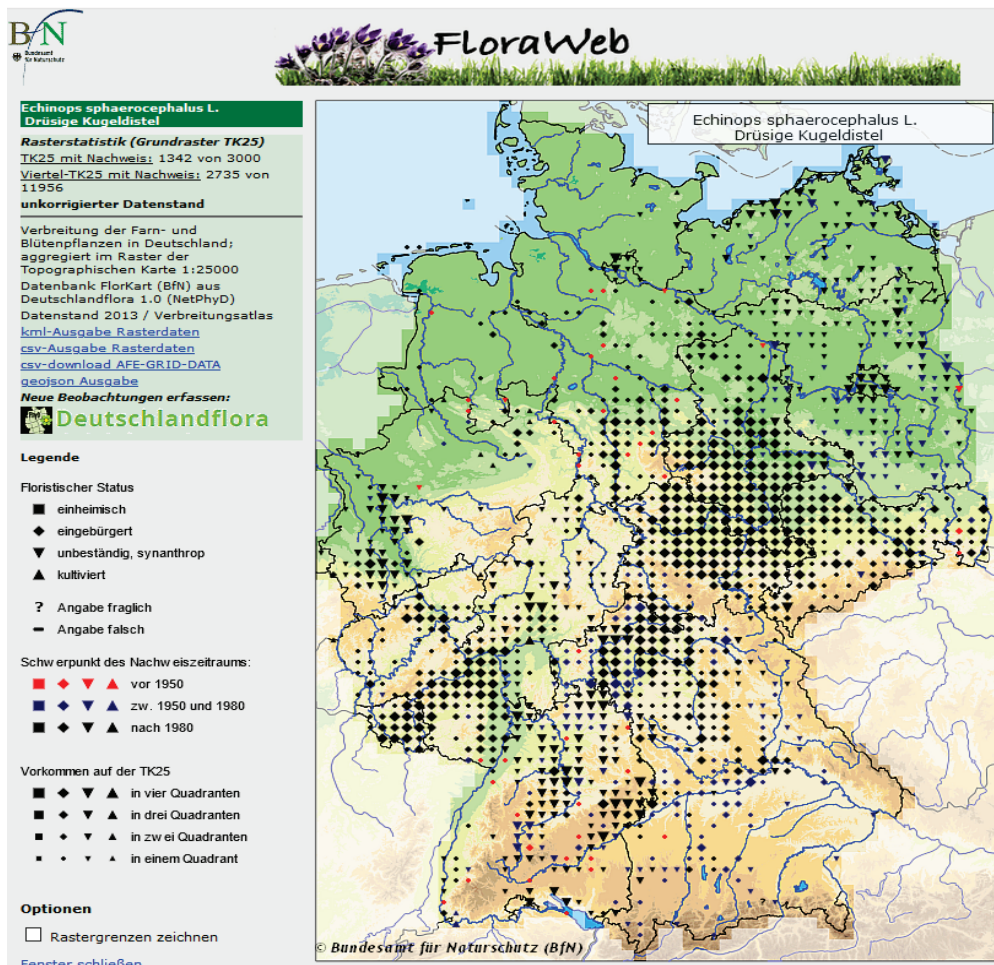 BfN
Bundesamt
für Naturschutz
FloraWeb
Echinops sphaerocephalus L.
Drüsige Kugeldistel
Rasterstatistik (Grundraster TK25)
TK25 mit Nachweis: 1342 von 3000
Viertel-TK25 mit Nachweis: 2735 von
11956
unkorrigierter Datenstand
Verbreitung der Farn- und
Blütenpflanzen in Deutschland;
aggregiert im Raster der
Topographischen Karte 1:25000
Datenbank FlorKart (BfN) aus
Deutschlandflora 1.0 (NetPhyD)
Datenstand 2013 / Verbreitungsatlas
kml-Ausgabe Rasterdaten
csv-Ausgabe Rasterdaten
csv-download AFE-GRID-DATA
geojson Ausgabe
Neue Beobachtungen erfassen:
Deutschlandflora
Legende
Floristischer Status
einheimisch
eingebürgert
unbeständig, synanthrop
kultiviert
? Angabe fraglich
Angabe falsch
Schwerpunkt des Nachweiszeitraums:
vor 1950
zw. 1950 und 1980
nach 1980
Vorkommen auf der TK25
in vier Quadranten
in drei Quadranten
in zwei Quadranten
in einem Quadrant
Optionen
Rastergrenzen zeichnen
Fenster schließen
Echinops sphaerocephalus L.
Drüsige Kugeldistel
?
© Bundesamt für Naturschutz (BfN)